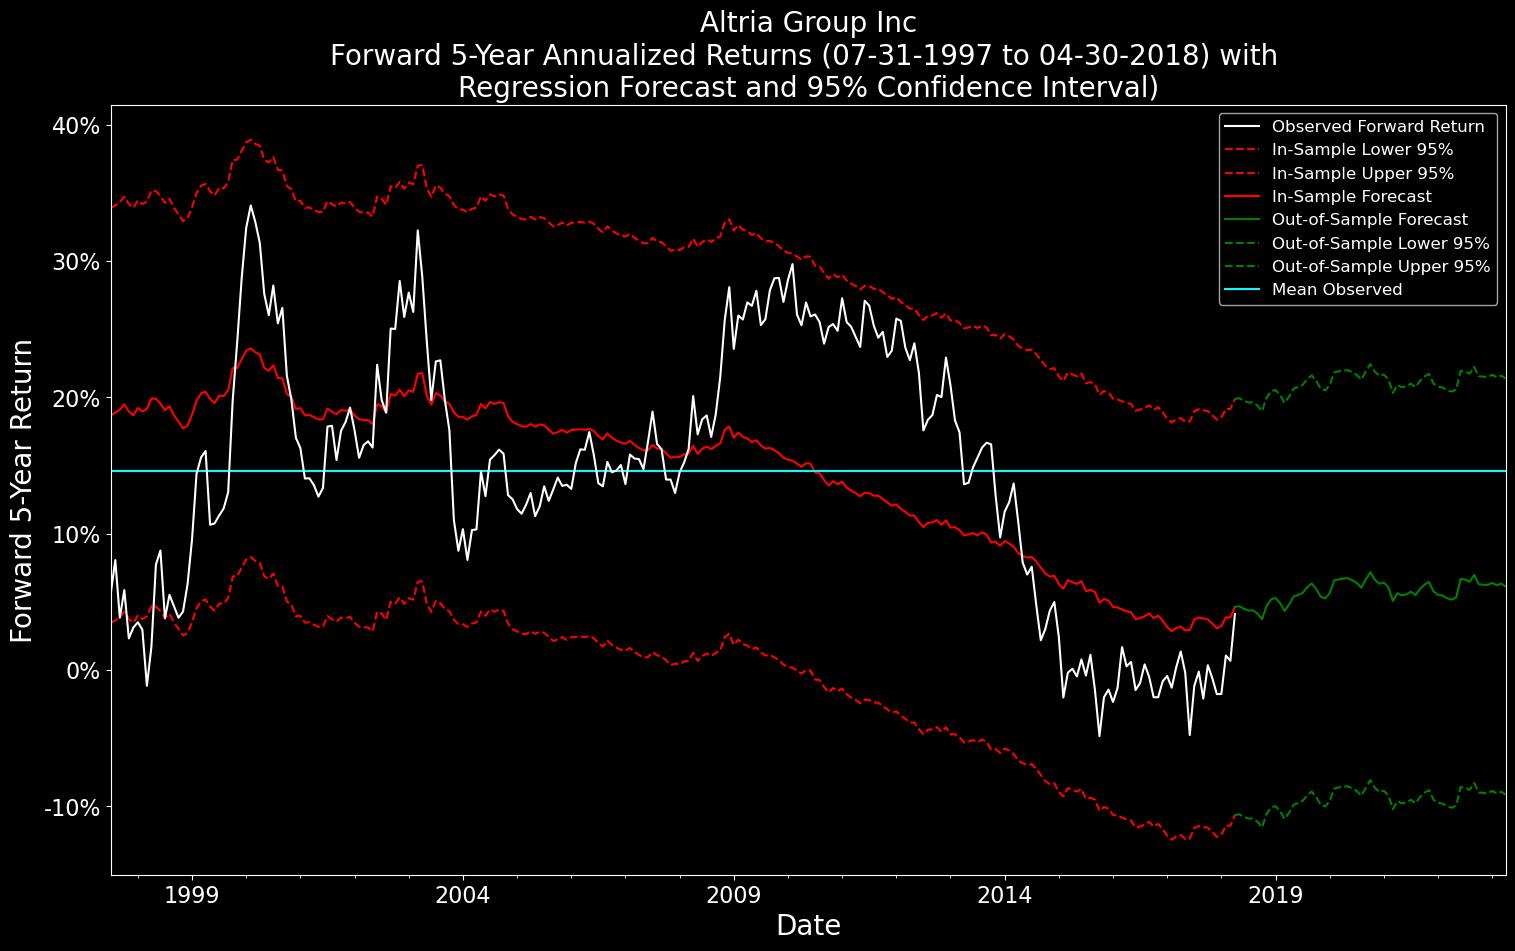 Altria Group Inc
Forward 5-Year Annualized Returns (07-31-1997 to 04-30-2018) with
Regression Forecast and 95% Confidence Interval)
40%
30%
20%
10%
0%
-10%
Forward 5-Year Return
Observed Forward Return
In-Sample Lower 95%
In-Sample Upper 95%
In-Sample Forecast
Out-of-Sample Forecast
Out-of-Sample Lower 95%
Out-of-Sample Upper 95%
Mean Observed
1999
2004
2009
2014
2019
Date